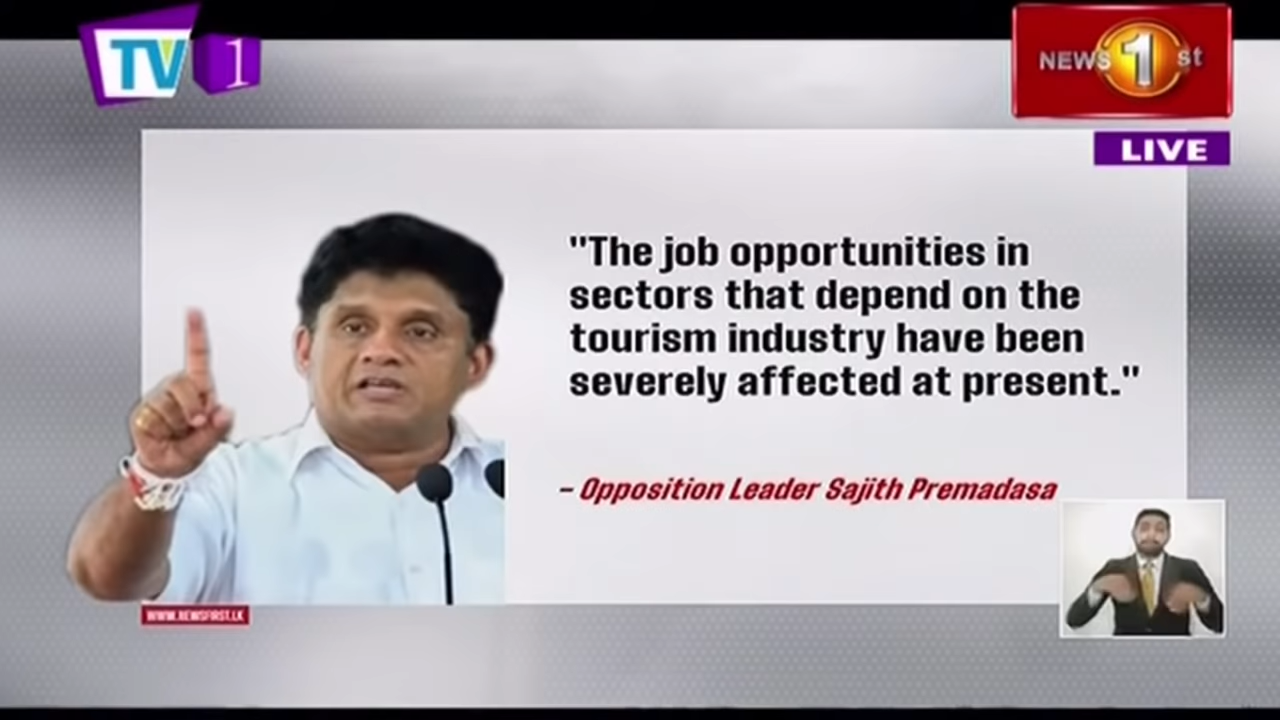 TV 1
NEWS 1st
LIVE
"The job opportunities in
sectors that depend on the
tourism industry have been
severely affected at present."
– Opposition Leader Sajith Premadasa
WWW.NEWSFIRST.LK